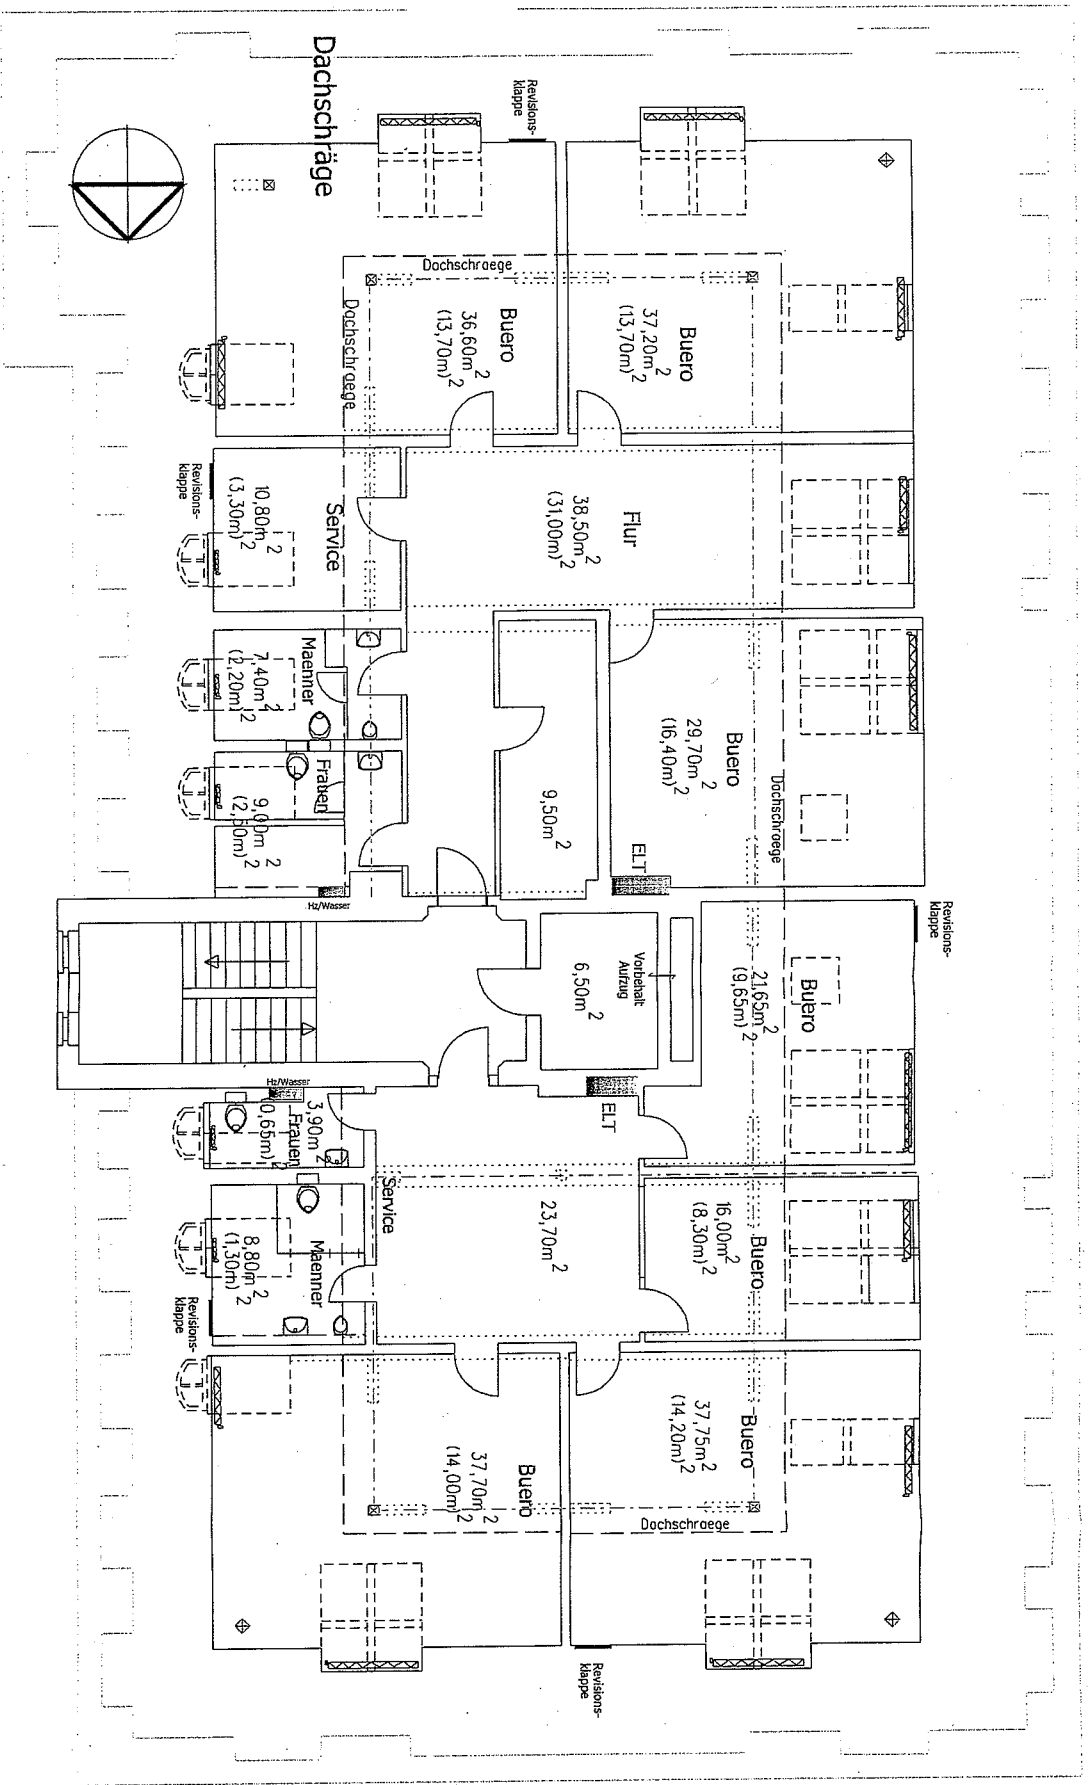 Dachschräge
Revisions-
klappe
Dachschraege
Dachschraege
Buero
36,60m²
(13,70m)²
Buero
37,20m²
(13,70m)²
Revisions-
klappe
Service
10,80m²
(3,30m)²
Flur
38,50m²
(31,00m)²
Maenner
7,40m²
(2,20m)²
Frauen
9,00m²
(2,50m)²
9,50m²
Buero
29,70m²
(16,40m)²
Dachschraege
ELT
Hz/Wasser
Vorbehalt
Aufzug
6,50m²
Revisions-
klappe
Buero
21,65m²
(9,65m)²
Hz/Wasser
ELT
3,90m²
Frauen
(0,65m)²
Service
23,70m²
Buero
16,00m²
(8,30m)²
Maenner
8,80m²
(1,30m)²
Revisions-
klappe
Buero
37,70m²
(14,00m)²
Buero
37,75m²
(14,20m)²
Dachschraege
Revisions-
klappe